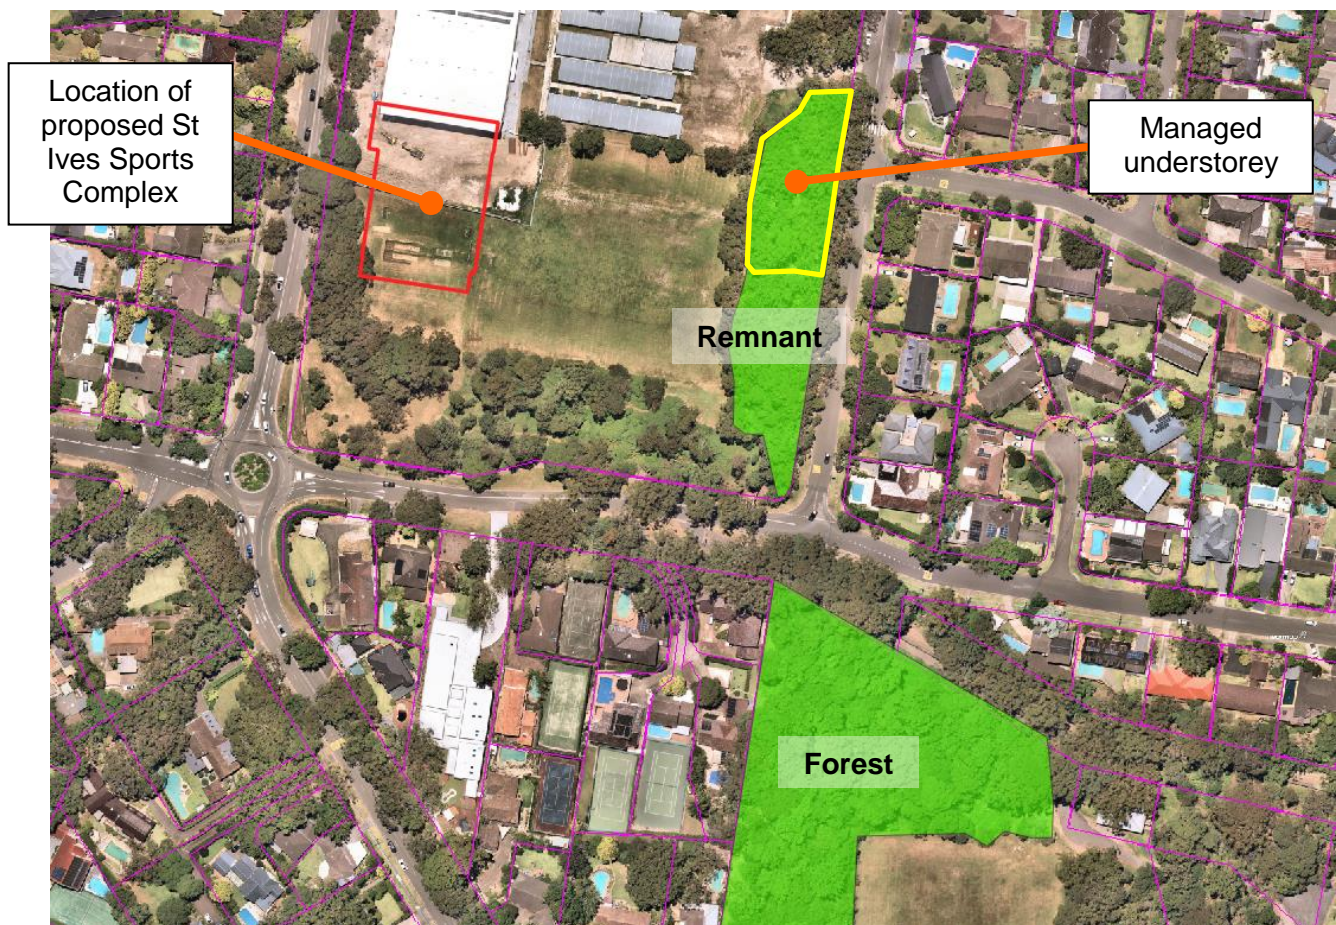 Location of
proposed St
Ives Sports
Complex
Managed
understorey
Remnant
Forest